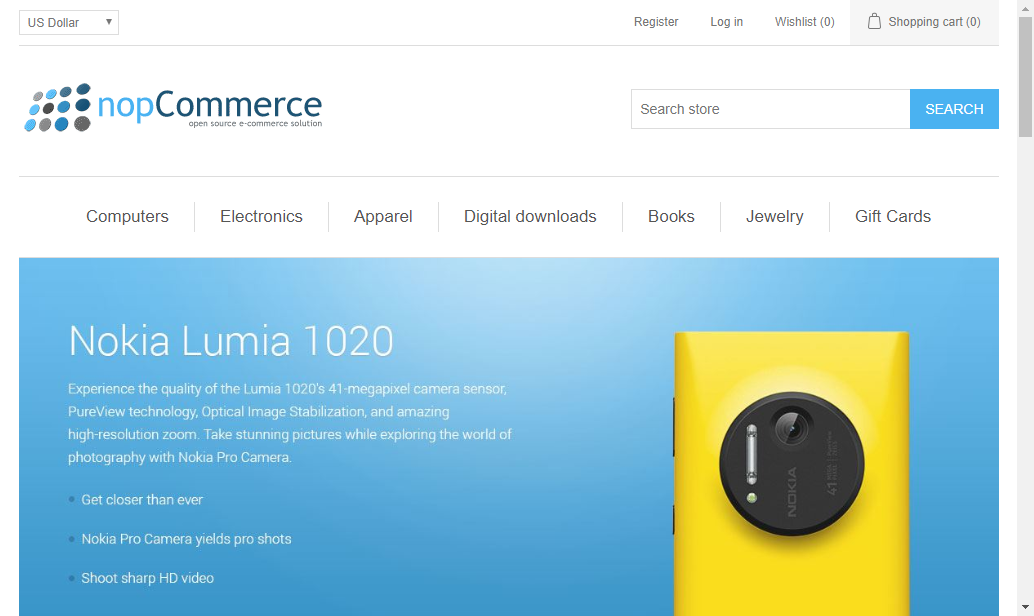 US Dollar
Register
Log in
Wishlist (0)
Shopping cart (0)
nopCommerce
open source e-commerce solution
Search store
SEARCH
Computers
Electronics
Apparel
Digital downloads
Books
Jewelry
Gift Cards
Nokia Lumia 1020
Experience the quality of the Lumia 1020's 41-megapixel camera sensor,
PureView technology, Optical Image Stabilization, and amazing
high-resolution zoom. Take stunning pictures while exploring the world of
photography with Nokia Pro Camera.
Get closer than ever
Nokia Pro Camera yields pro shots
Shoot sharp HD video
NOKIA
41